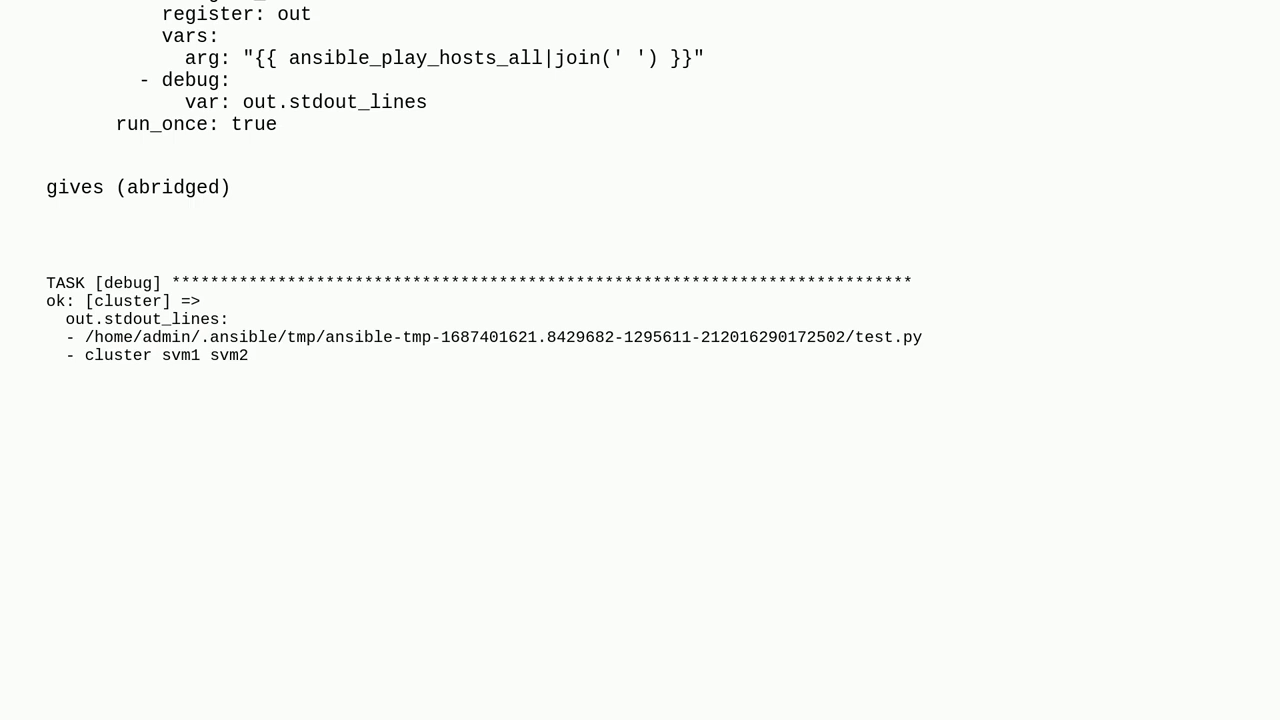 register: out
vars:
arg: "{{ ansible_play_hosts_all|join(' ') }}"
- debug:
var: out.stdout_lines
run_once: true
gives (abridged)
TASK [debug] *****************************************************************************
ok: [cluster] =>
out.stdout_lines:
- /home/admin/.ansible/tmp/ansible-tmp-1687401621.8429682-1295611-212016290172502/test.py
- cluster svm1 svm2